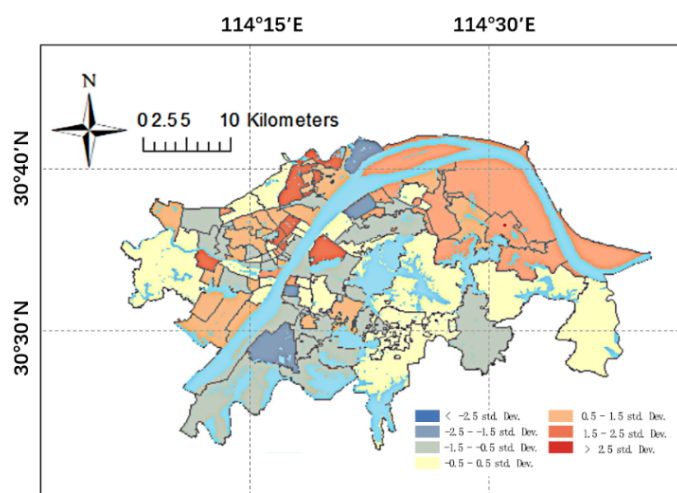 114°15′E 114°30′E
N
0 2.5 5 10 Kilometers
30°40′N
30°30′N
< -2.5 std. Dev. 0.5 - 1.5 std. Dev.
-2.5 - -1.5 std. Dev. 1.5 - 2.5 std. Dev.
-1.5 - -0.5 std. Dev. > 2.5 std. Dev.
-0.5 - 0.5 std. Dev.